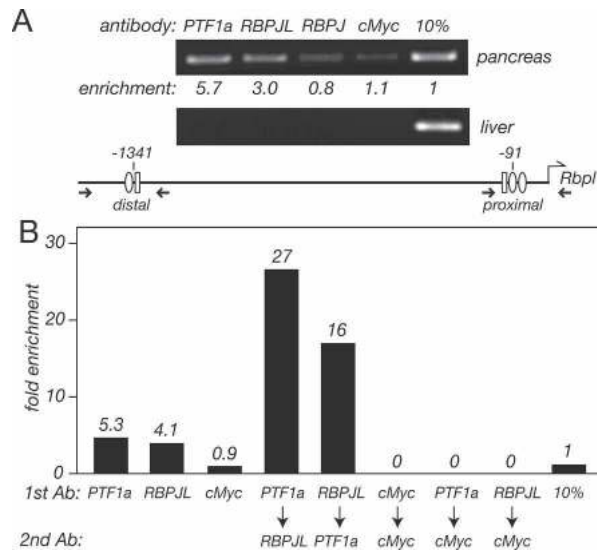 A
antibody: PTF1a RBPJL RBPJ cMyc 10%
pancreas
enrichment: 5.7 3.0 0.8 1.1 1
liver
-1341 -91
Rbpl
distal proximal
B
fold enrichment
30
20
10
0
5.3 4.1 0.9 27 16 0 0 0 1
1st Ab: PTF1a RBPJL cMyc PTF1a RBPJL cMyc PTF1a RBPJL 10%
2nd Ab: RBPJL PTF1a cMyc cMyc cMyc